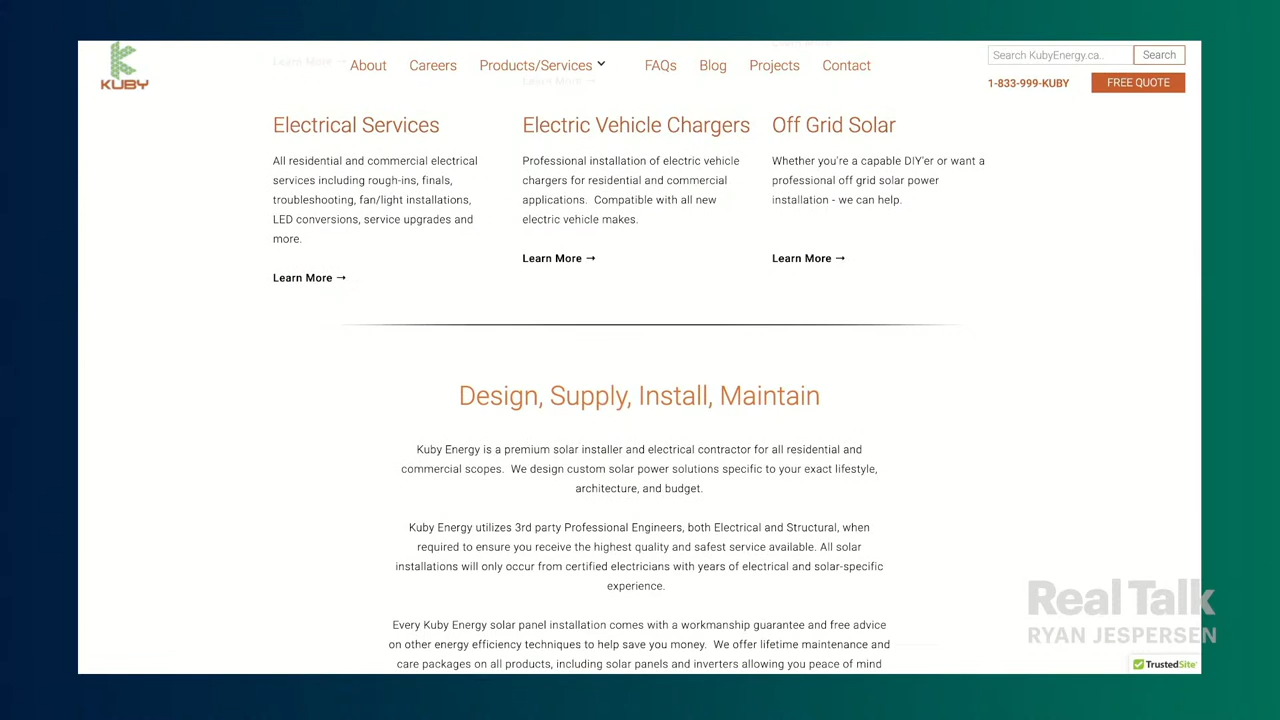 KUBY
About
Careers
Products/Services
FAQs
Blog
Projects
Contact
Search KubyEnergy.ca...
Search
1-833-999-KUBY
FREE QUOTE
Learn More →
Learn More →
Learn More
Electrical Services
All residential and commercial electrical
services including rough-ins, finals,
troubleshooting, fan/light installations,
LED conversions, service upgrades and
more.
Learn More →
Electric Vehicle Chargers
Professional installation of electric vehicle
chargers for residential and commercial
applications.  Compatible with all new
electric vehicle makes.
Learn More →
Off Grid Solar
Whether you're a capable DIY'er or want a
professional off grid solar power
installation - we can help.
Learn More →
Design, Supply, Install, Maintain
Kuby Energy is a premium solar installer and electrical contractor for all residential and
commercial scopes.  We design custom solar power solutions specific to your exact lifestyle,
architecture, and budget.
Kuby Energy utilizes 3rd party Professional Engineers, both Electrical and Structural, when
required to ensure you receive the highest quality and safest service available. All solar
installations will only occur from certified electricians with years of electrical and solar-specific
experience.
Every Kuby Energy solar panel installation comes with a workmanship guarantee and free advice
on other energy efficiency techniques to help save you money.  We offer lifetime maintenance and
care packages on all products, including solar panels and inverters allowing you peace of mind
Real Talk
RYAN JESPERSEN
TrustedSite